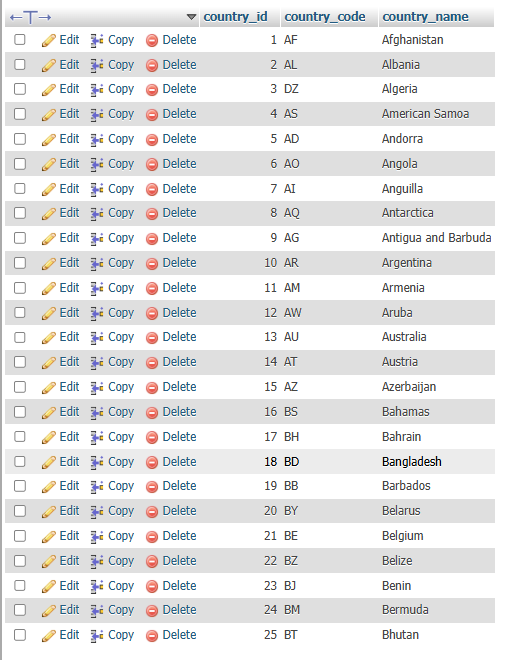 ←T→ country_id country_code country_name
Edit Copy Delete 1 AF Afghanistan
Edit Copy Delete 2 AL Albania
Edit Copy Delete 3 DZ Algeria
Edit Copy Delete 4 AS American Samoa
Edit Copy Delete 5 AD Andorra
Edit Copy Delete 6 AO Angola
Edit Copy Delete 7 AI Anguilla
Edit Copy Delete 8 AQ Antarctica
Edit Copy Delete 9 AG Antigua and Barbuda
Edit Copy Delete 10 AR Argentina
Edit Copy Delete 11 AM Armenia
Edit Copy Delete 12 AW Aruba
Edit Copy Delete 13 AU Australia
Edit Copy Delete 14 AT Austria
Edit Copy Delete 15 AZ Azerbaijan
Edit Copy Delete 16 BS Bahamas
Edit Copy Delete 17 BH Bahrain
Edit Copy Delete 18 BD Bangladesh
Edit Copy Delete 19 BB Barbados
Edit Copy Delete 20 BY Belarus
Edit Copy Delete 21 BE Belgium
Edit Copy Delete 22 BZ Belize
Edit Copy Delete 23 BJ Benin
Edit Copy Delete 24 BM Bermuda
Edit Copy Delete 25 BT Bhutan